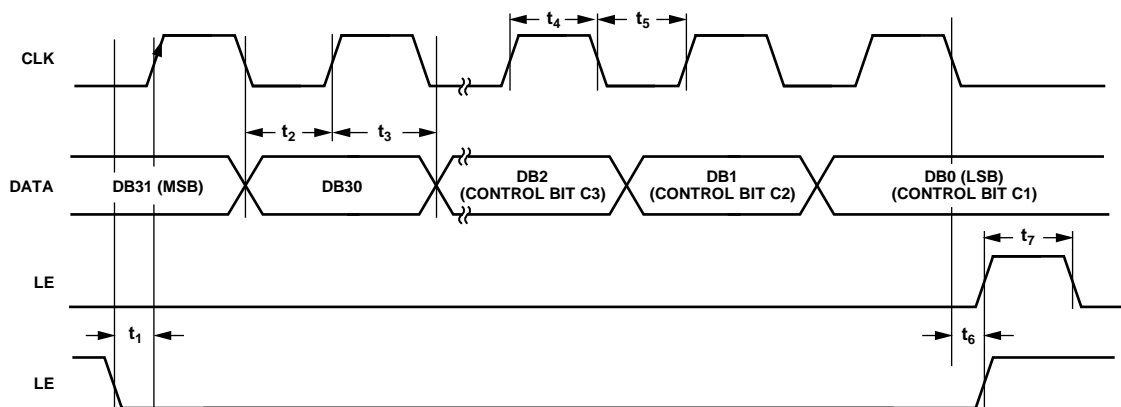 t4 t5
CLK
t2 t3
DATA
DB31 (MSB) DB30 DB2 (CONTROL BIT C3) DB1 (CONTROL BIT C2) DB0 (LSB) (CONTROL BIT C1)
t7
LE
t1 t6
LE